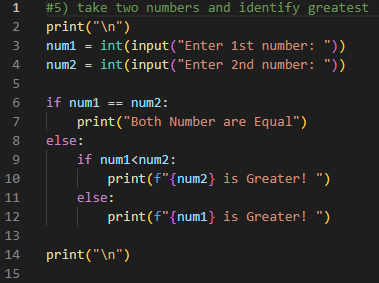 1 #5) take two numbers and identify greatest
2 print("\n")
3 num1 = int(input("Enter 1st number: "))
4 num2 = int(input("Enter 2nd number: "))
5
6 if num1 == num2:
7     print("Both Number are Equal")
8 else:
9     if num1<num2:
10         print(f"{num2} is Greater! ")
11     else:
12         print(f"{num1} is Greater! ")
13
14 print("\n")
15